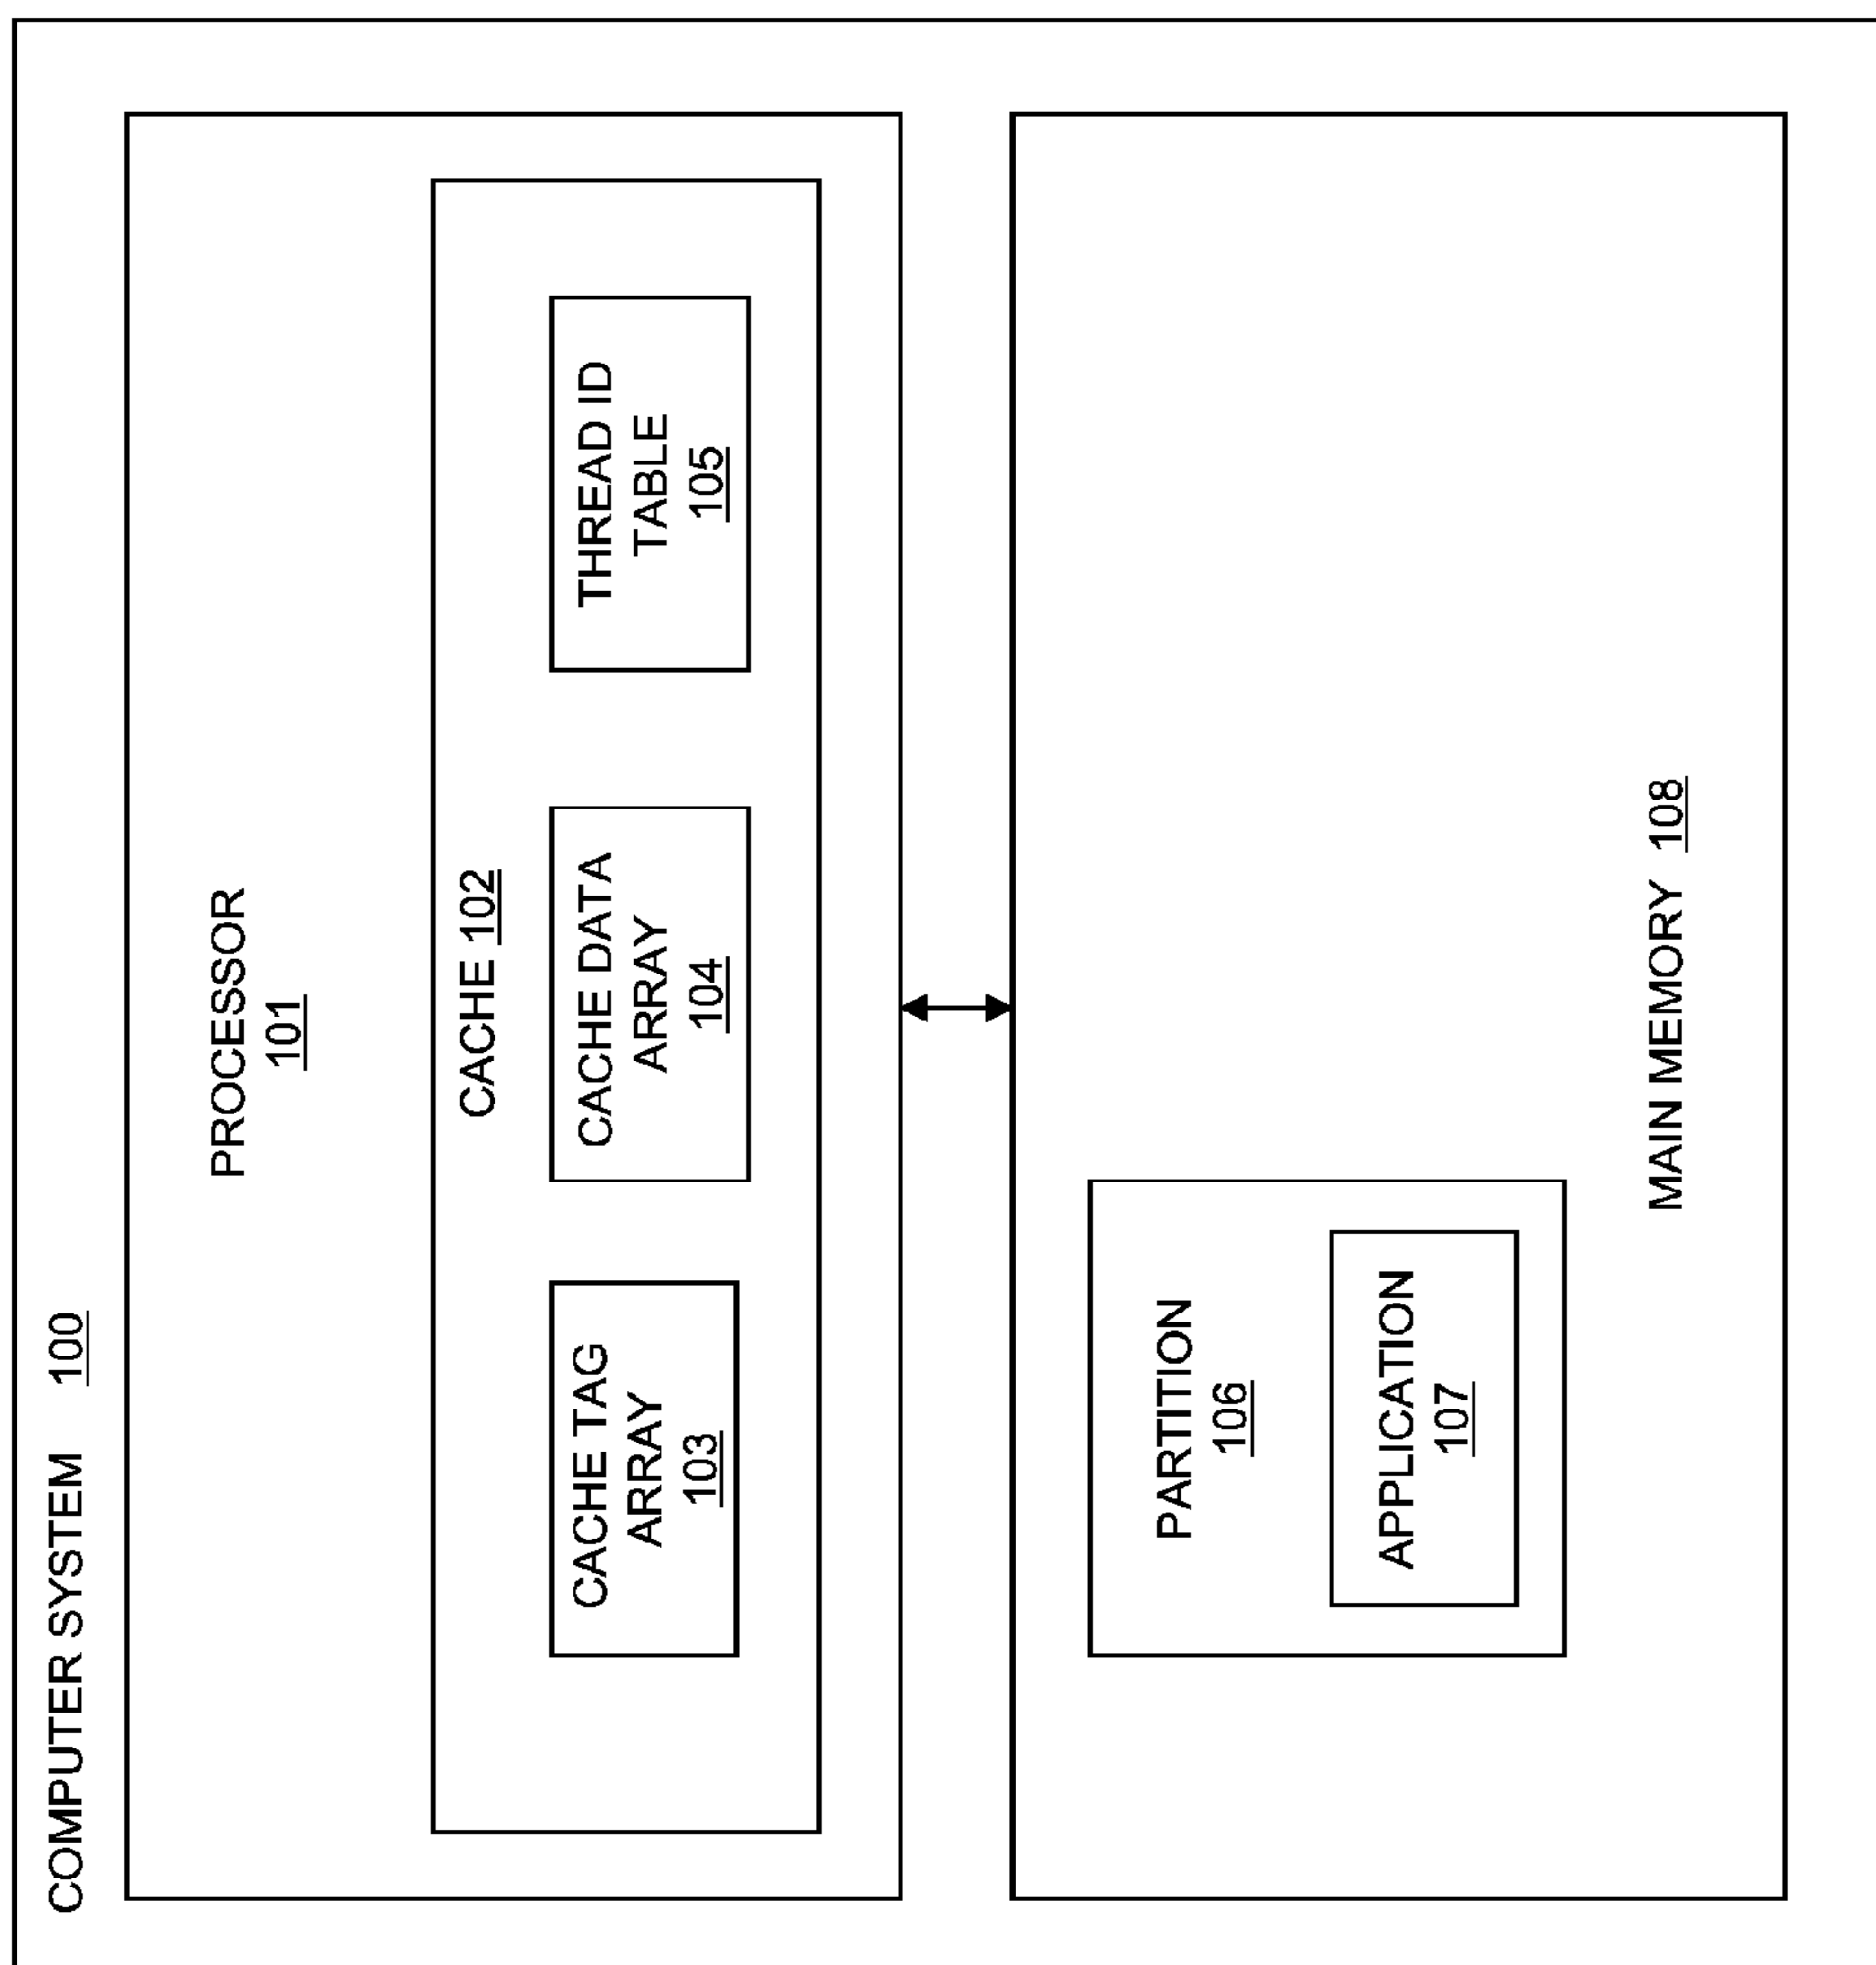 COMPUTER SYSTEM 100
PROCESSOR
101
CACHE 102
CACHE TAG
ARRAY
103
CACHE DATA
ARRAY
104
THREAD ID
TABLE
105
PARTITION
106
APPLICATION
107
MAIN MEMORY 108